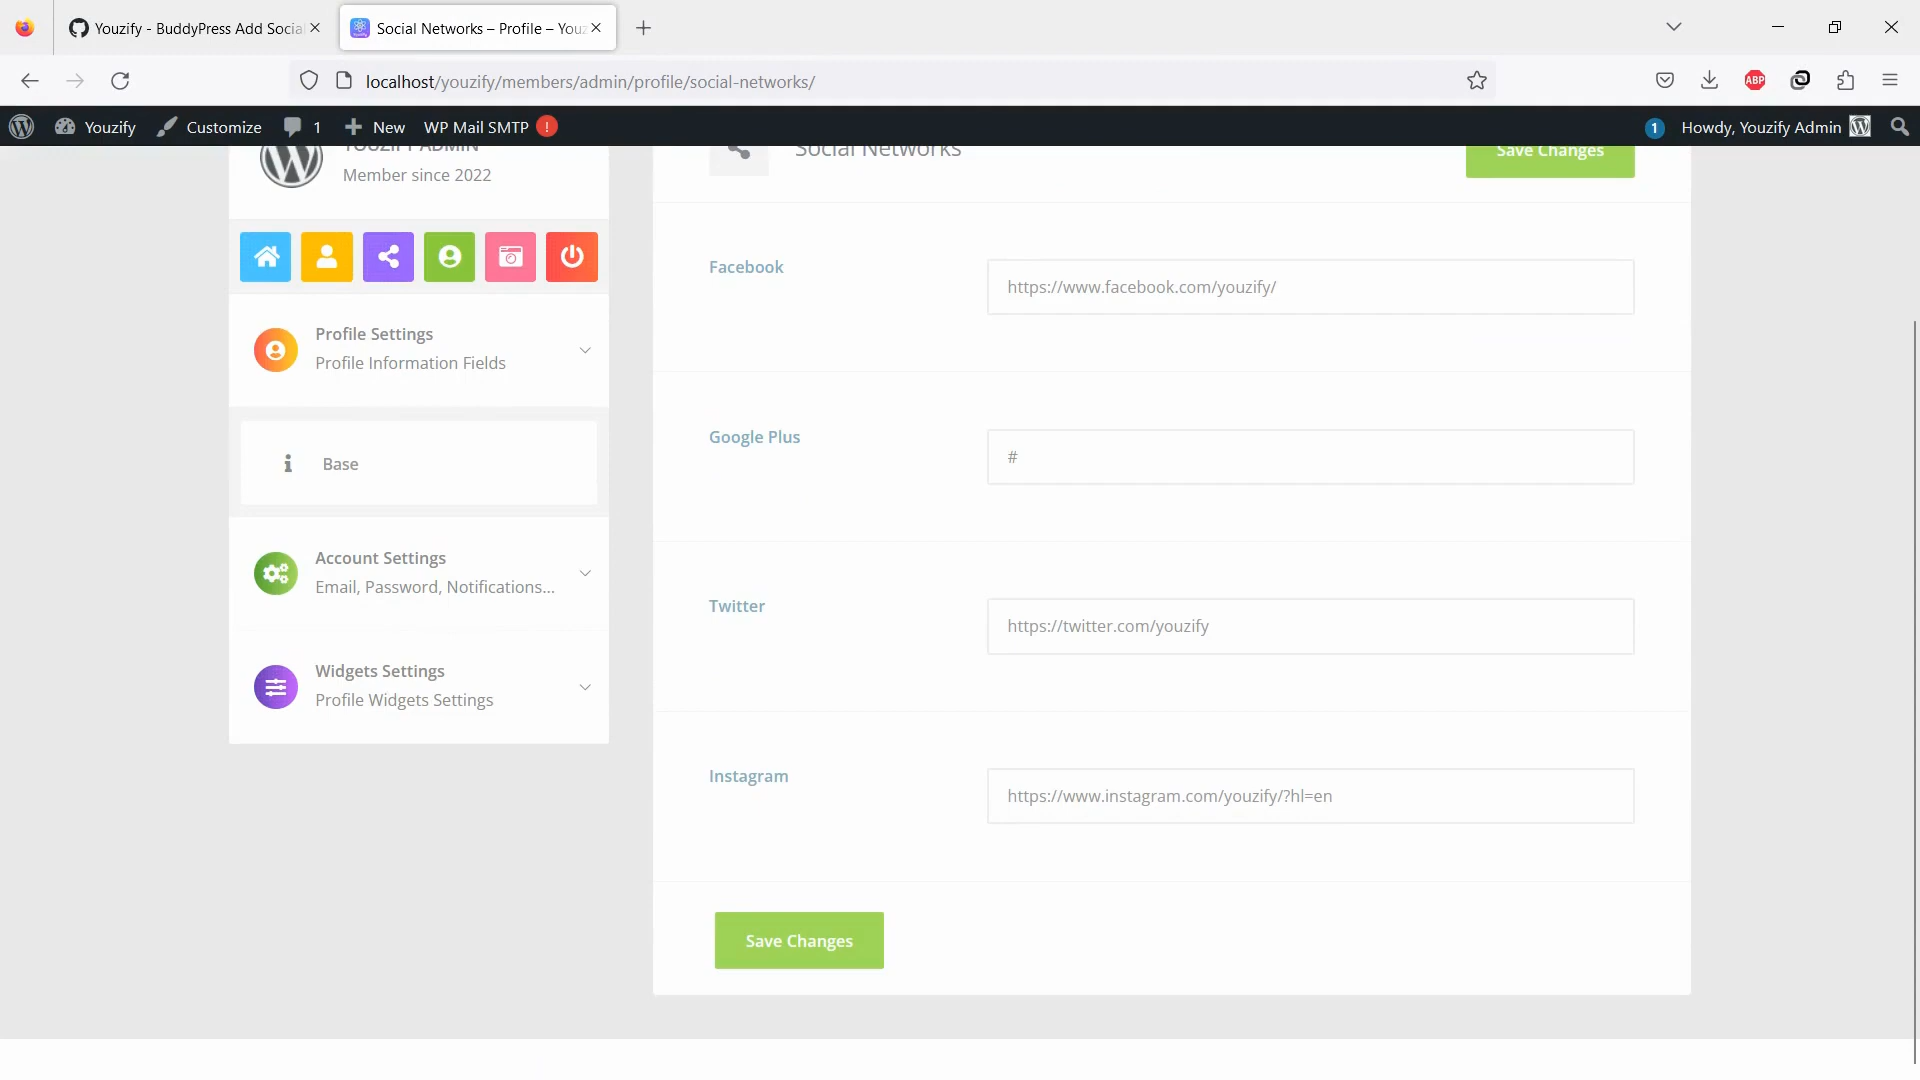 Youzify - BuddyPress Add Socia
Social Networks – Profile – Youz
localhost/youzify/members/admin/profile/social-networks/
ABP
Youzify
Customize
1
New
WP Mail SMTP
!
1
Howdy, Youzify Admin
YOUZIFY ADMIN
Member since 2022
Social Networks
Save Changes
Facebook
https://www.facebook.com/youzify/
Profile Settings
Profile Information Fields
Google Plus
#
Base
Account Settings
Email, Password, Notifications...
Twitter
https://twitter.com/youzify
Widgets Settings
Profile Widgets Settings
Instagram
https://www.instagram.com/youzify/?hl=en
Save Changes